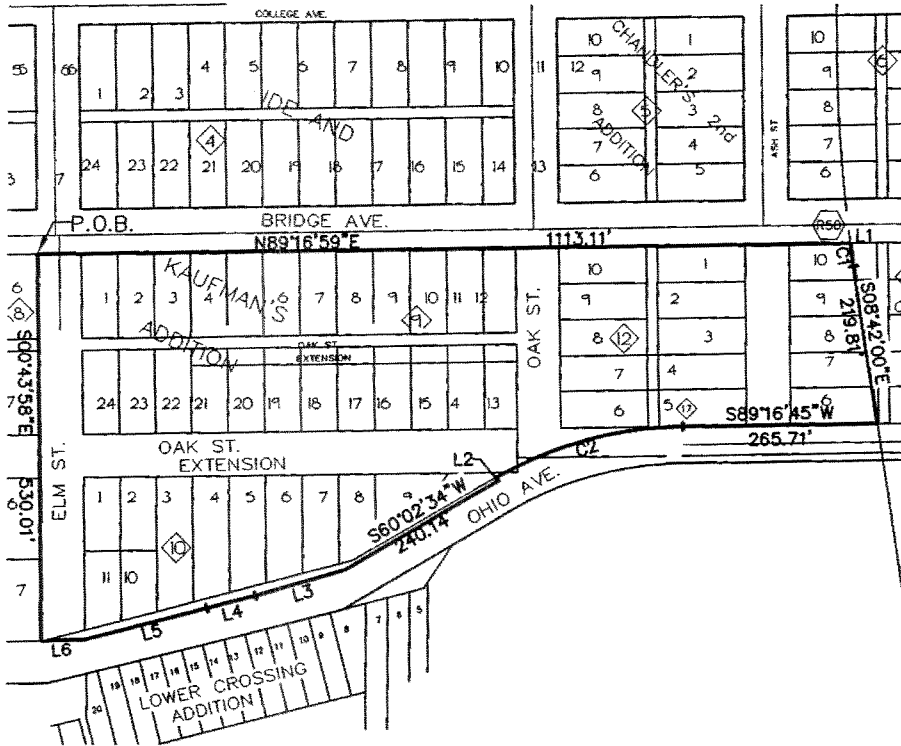 COLLEGE AVE.
56 66 1 2 3 4 5 6 7 8 9 10 11 12
10 1
9 2
8 3
7 4
6 5
10
9
8
7
6
6
5
IDE AND
CHANDLER'S 2nd
ADDITION
ASH ST
4
3 7 24 23 22 21 20 19 18 17 16 15 14 13
P.O.B.
BRIDGE AVE.
R50
N89°16'59"E 1113.11' L1
C1
S08°42'00"E
219.81'
KAUFMAN'S
ADDITION
6
8
7
S00°43'58"E
530.01'
6
7
ELM ST.
1 2 3 4 6 7 8 9 10 11 12
9
OAK ST.
EXTENSION
24 23 22 21 20 19 18 17 16 15 4 13
OAK ST.
10 1
9 2
8 12 3
7 4
6 5 17
10
9
8
7
6
S89°16'45"W
265.71'
C2
OAK ST.
EXTENSION
L2
S60°02'34"W
240.14'
OHIO AVE.
1 2 3 4 5 6 7 8 9
10
11 10
L3
L4
L5
L6
20 19 18 17 16 15 14 13 12 11 10 9 8 7 6 5
LOWER CROSSING
ADDITION